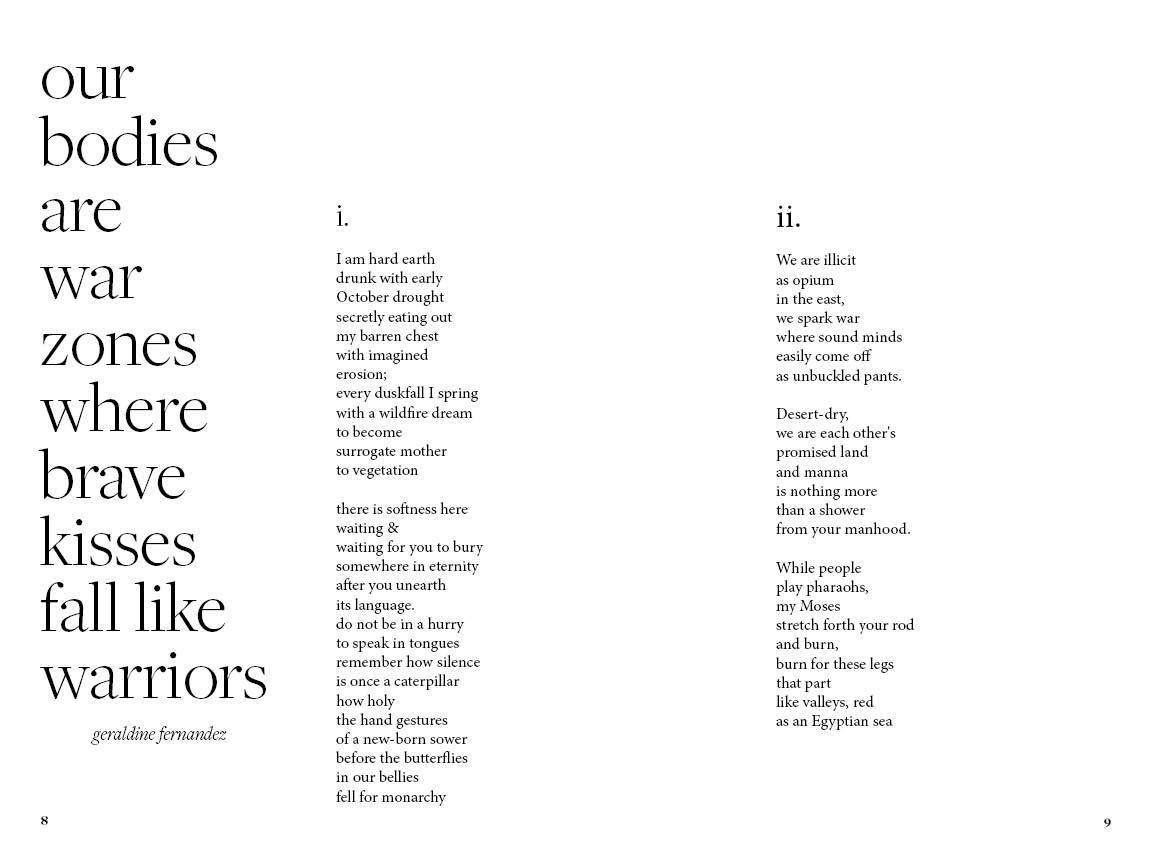 our
bodies
are
war
zones
where
brave
kisses
fall like
warriors
geraldine fernandez
8
i.
I am hard earth
drunk with early
October drought
secretly eating out
my barren chest
with imagined
erosion;
every duskfall I spring
with a wildfire dream
to become
surrogate mother
to vegetation
there is softness here
waiting &
waiting for you to bury
somewhere in eternity
after you unearth
its language.
do not be in a hurry
to speak in tongues
remember how silence
is once a caterpillar
how holy
the hand gestures
of a new-born sower
before the butterflies
in our bellies
fell for monarchy
ii.
We are illicit
as opium
in the east,
we spark war
where sound minds
easily come off
as unbuckled pants.
Desert-dry,
we are each other's
promised land
and manna
is nothing more
than a shower
from your manhood.
While people
play pharaohs,
my Moses
stretch forth your rod
and burn,
burn for these legs
that part
like valleys, red
as an Egyptian sea
9